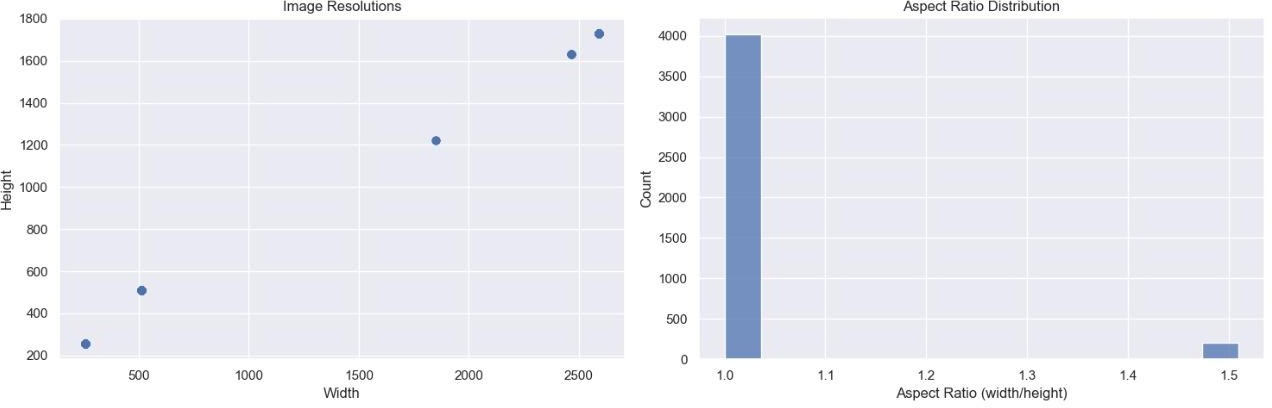 Image Resolutions
1800
1600
1400
1200
1000
800
600
400
200
Height
500 1000 1500 2000 2500
Width
Aspect Ratio Distribution
4000
3500
3000
2500
2000
1500
1000
500
0
Count
1.0 1.1 1.2 1.3 1.4 1.5
Aspect Ratio (width/height)